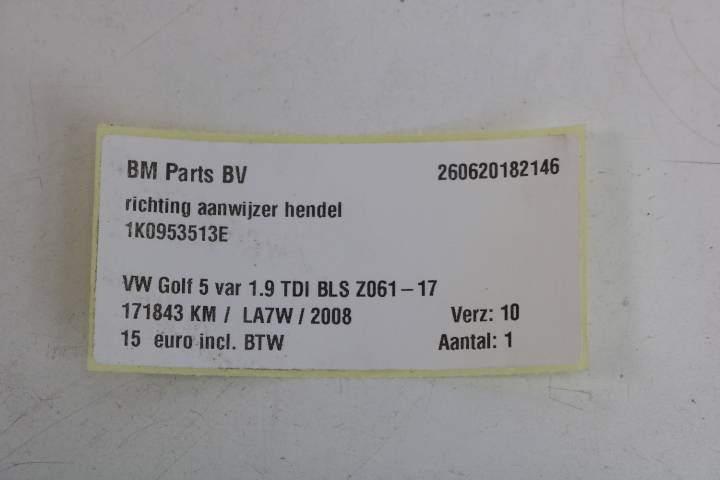 BM Parts BV 260620182146
richting aanwijzer hendel
1K0953513E
VW Golf 5 var 1.9 TDI BLS Z061-17
171843 KM / LA7W / 2008 Verz: 10
15 euro incl. BTW Aantal: 1